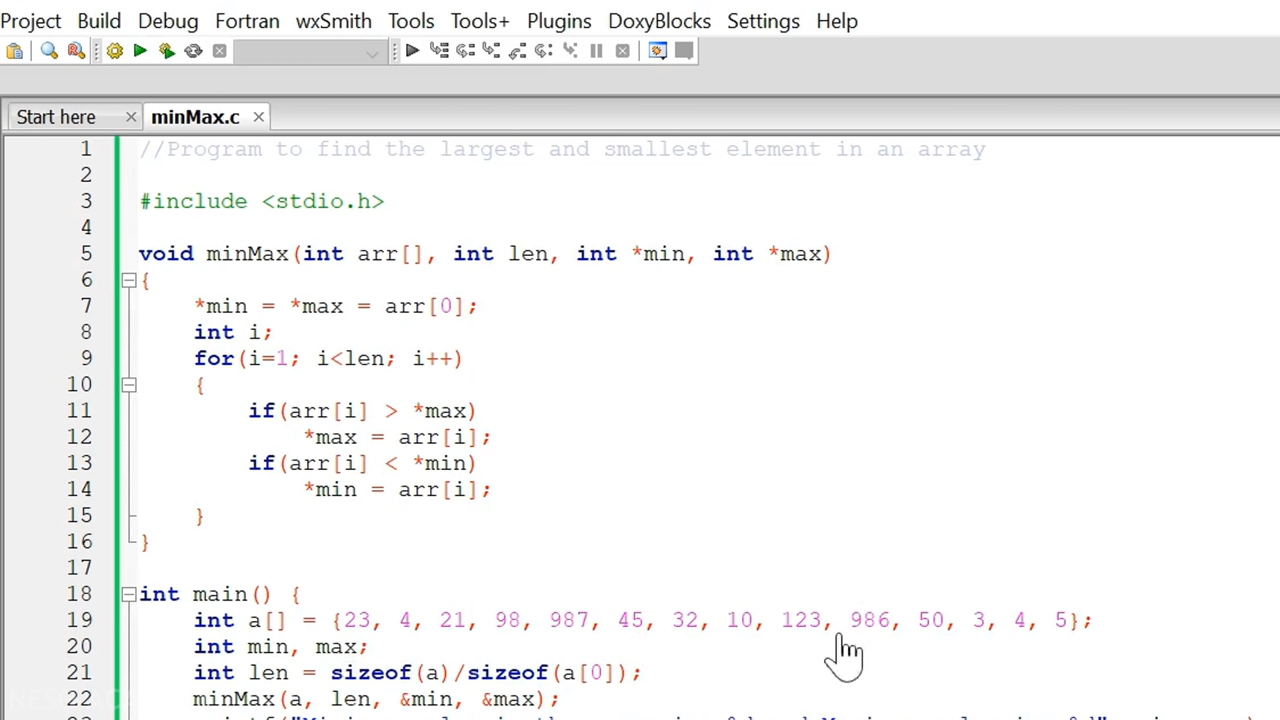 Project Build Debug Fortran wxSmith Tools Tools+ Plugins DoxyBlocks Settings Help
Start here minMax.c
1 //Program to find the largest and smallest element in an array
2
3 #include <stdio.h>
4
5 void minMax(int arr[], int len, int *min, int *max)
6 {
7 *min = *max = arr[0];
8 int i;
9 for(i=1; i<len; i++)
10 {
11 if(arr[i] > *max)
12 *max = arr[i];
13 if(arr[i] < *min)
14 *min = arr[i];
15 }
16 }
17
18 int main() {
19 int a[] = {23, 4, 21, 98, 987, 45, 32, 10, 123, 986, 50, 3, 4, 5};
20 int min, max;
21 int len = sizeof(a)/sizeof(a[0]);
22 minMax(a, len, &min, &max);